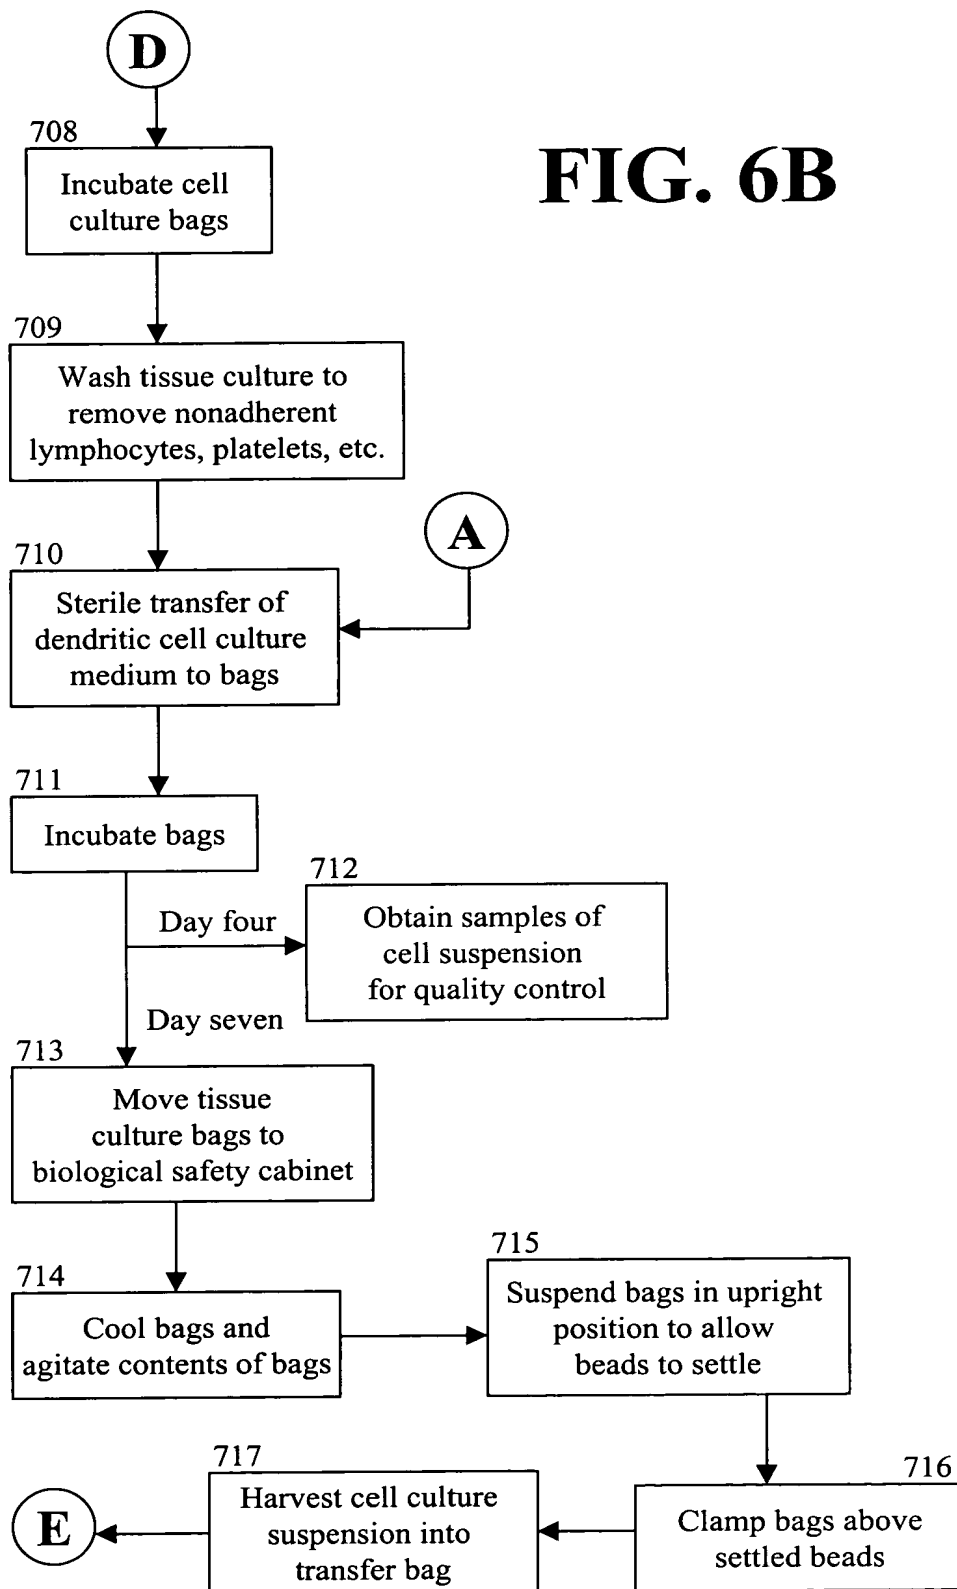 D
FIG. 6B
708
Incubate cell
culture bags
709
Wash tissue culture to
remove nonadherent
lymphocytes, platelets, etc.
A
710
Sterile transfer of
dendritic cell culture
medium to bags
711
Incubate bags
Day four
712
Obtain samples of
cell suspension
for quality control
Day seven
713
Move tissue
culture bags to
biological safety cabinet
714
Cool bags and
agitate contents of bags
715
Suspend bags in upright
position to allow
beads to settle
716
Clamp bags above
settled beads
717
Harvest cell culture
suspension into
transfer bag
E